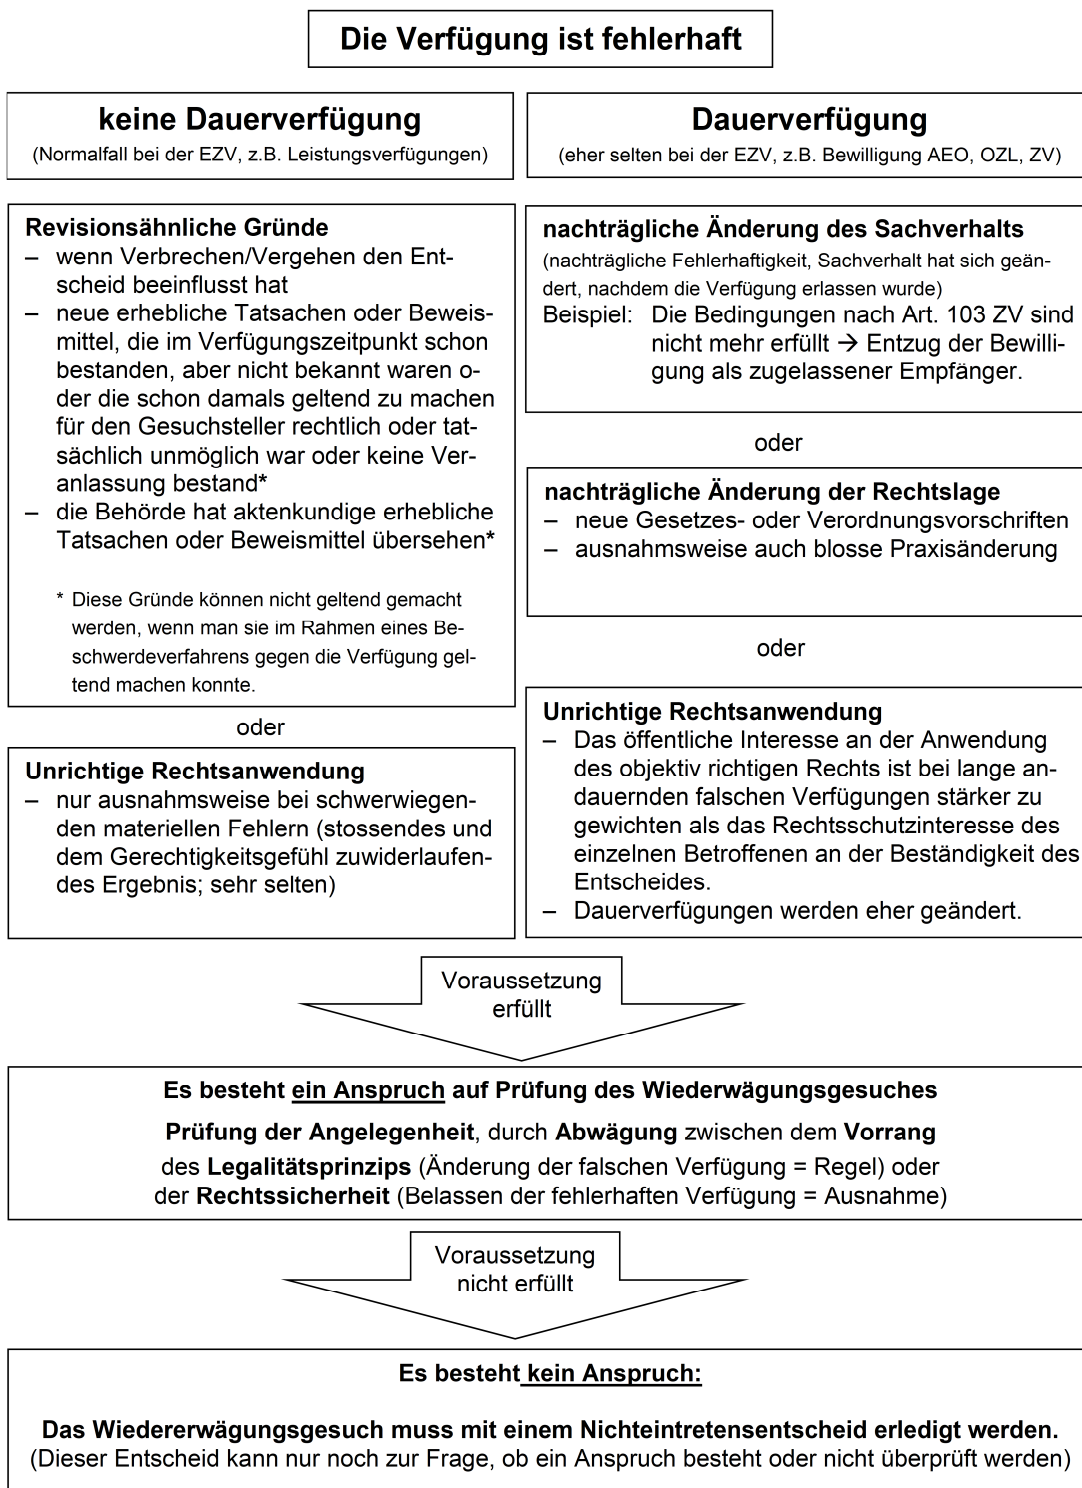 Die Verfügung ist fehlerhaft
keine Dauerverfügung
(Normalfall bei der EZV, z.B. Leistungsverfügungen)
Revisionsähnliche Gründe
– wenn Verbrechen/Vergehen den Ent-
scheid beeinflusst hat
– neue erhebliche Tatsachen oder Beweis-
mittel, die im Verfügungszeitpunkt schon
bestanden, aber nicht bekannt waren o-
der die schon damals geltend zu machen
für den Gesuchsteller rechtlich oder tat-
sächlich unmöglich war oder keine Ver-
anlassung bestand*
– die Behörde hat aktenkundige erhebliche
Tatsachen oder Beweismittel übersehen*
* Diese Gründe können nicht geltend gemacht
werden, wenn man sie im Rahmen eines Be-
schwerdeverfahrens gegen die Verfügung gel-
tend machen konnte.
oder
Unrichtige Rechtsanwendung
– nur ausnahmsweise bei schwerwiegen-
den materiellen Fehlern (stossendes und
dem Gerechtigkeitsgefühl zuwiderlaufen-
des Ergebnis; sehr selten)
Dauerverfügung
(eher selten bei der EZV, z.B. Bewilligung AEO, OZL, ZV)
nachträgliche Änderung des Sachverhalts
(nachträgliche Fehlerhaftigkeit, Sachverhalt hat sich geän-
dert, nachdem die Verfügung erlassen wurde)
Beispiel: Die Bedingungen nach Art. 103 ZV sind
nicht mehr erfüllt → Entzug der Bewilli-
gung als zugelassener Empfänger.
oder
nachträgliche Änderung der Rechtslage
– neue Gesetzes- oder Verordnungsvorschriften
– ausnahmsweise auch blosse Praxisänderung
oder
Unrichtige Rechtsanwendung
– Das öffentliche Interesse an der Anwendung
des objektiv richtigen Rechts ist bei lange an-
dauernden falschen Verfügungen stärker zu
gewichten als das Rechtsschutzinteresse des
einzelnen Betroffenen an der Beständigkeit des
Entscheides.
– Dauerverfügungen werden eher geändert.
Voraussetzung
erfüllt
Es besteht ein Anspruch auf Prüfung des Wiederwägungsgesuches
Prüfung der Angelegenheit, durch Abwägung zwischen dem Vorrang
des Legalitätsprinzips (Änderung der falschen Verfügung = Regel) oder
der Rechtssicherheit (Belassen der fehlerhaften Verfügung = Ausnahme)
Voraussetzung
nicht erfüllt
Es besteht kein Anspruch:
Das Wiedererwägungsgesuch muss mit einem Nichteintretensentscheid erledigt werden.
(Dieser Entscheid kann nur noch zur Frage, ob ein Anspruch besteht oder nicht überprüft werden)